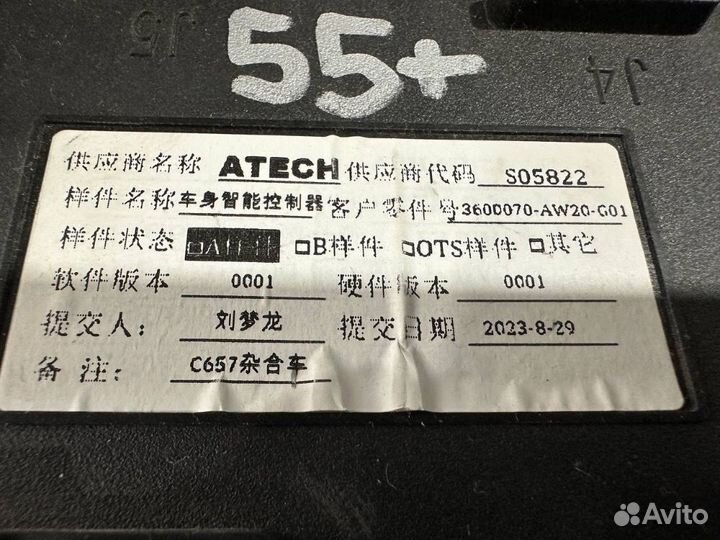 J5 J4
55+
供应商名称 ATECH 供应商代码 S05822
样件名称 车身智能控制器 客户零件号 3600070-AW20-G01
样件状态 □A样件 □B样件 □OTS样件 □其它
软件版本 0001 硬件版本 0001
提交人： 刘梦龙 提交日期 2023-8-29
备注： C657杂合车
Avito